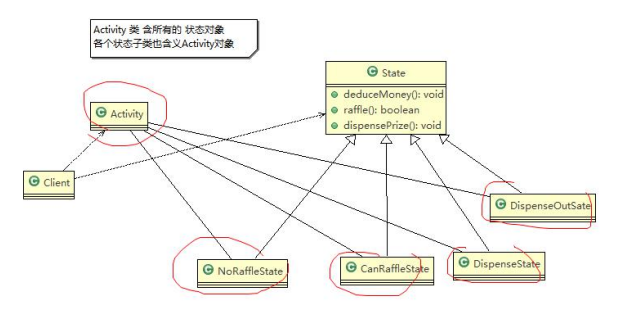 Activity 类 含所有的 状态对象
各个状态子类也含义Activity对象
C State
deduceMoney(): void
raffle(): boolean
dispensePrize(): void
C Activity
C Client
C DispenseOutSate
C NoRaffleState
C CanRaffleState
C DispenseState